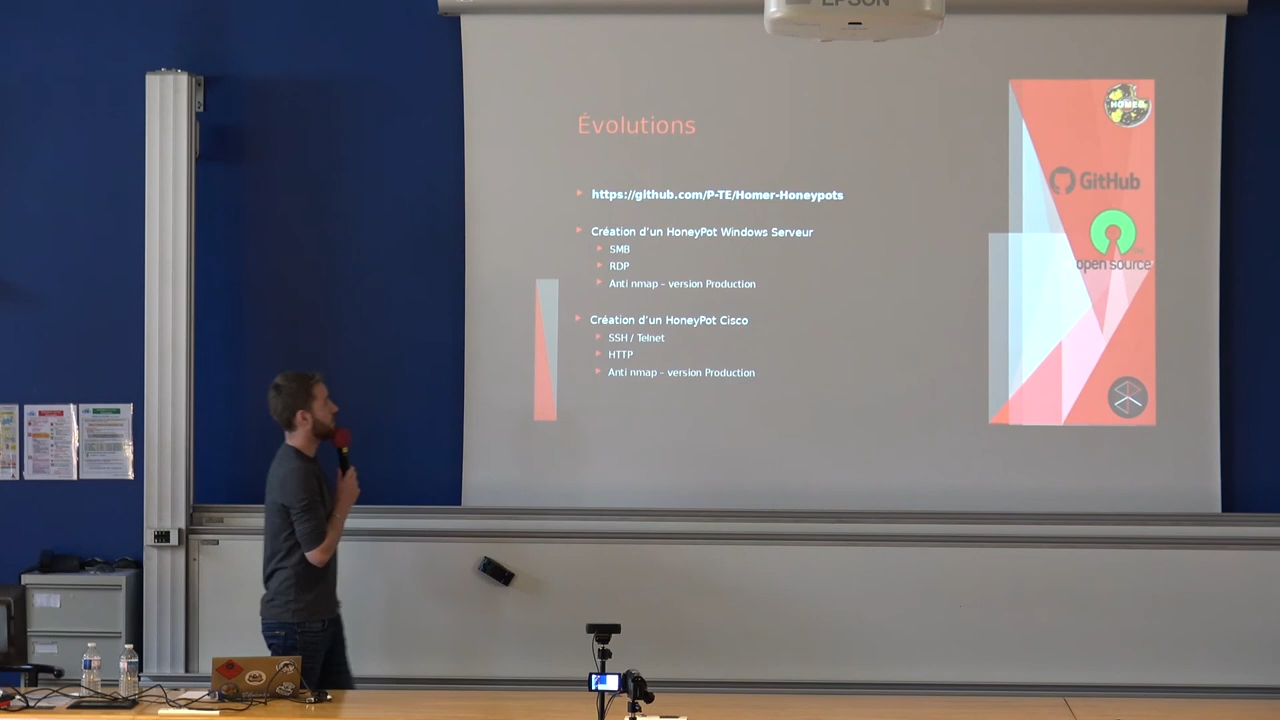 EPSON
Évolutions
https://github.com/P-TE/Homer-Honeypots
Création d'un HoneyPot Windows Serveur
SMB
RDP
Anti nmap – version Production
Création d'un HoneyPot Cisco
SSH / Telnet
HTTP
Anti nmap – version Production
HOMER
GitHub
open source